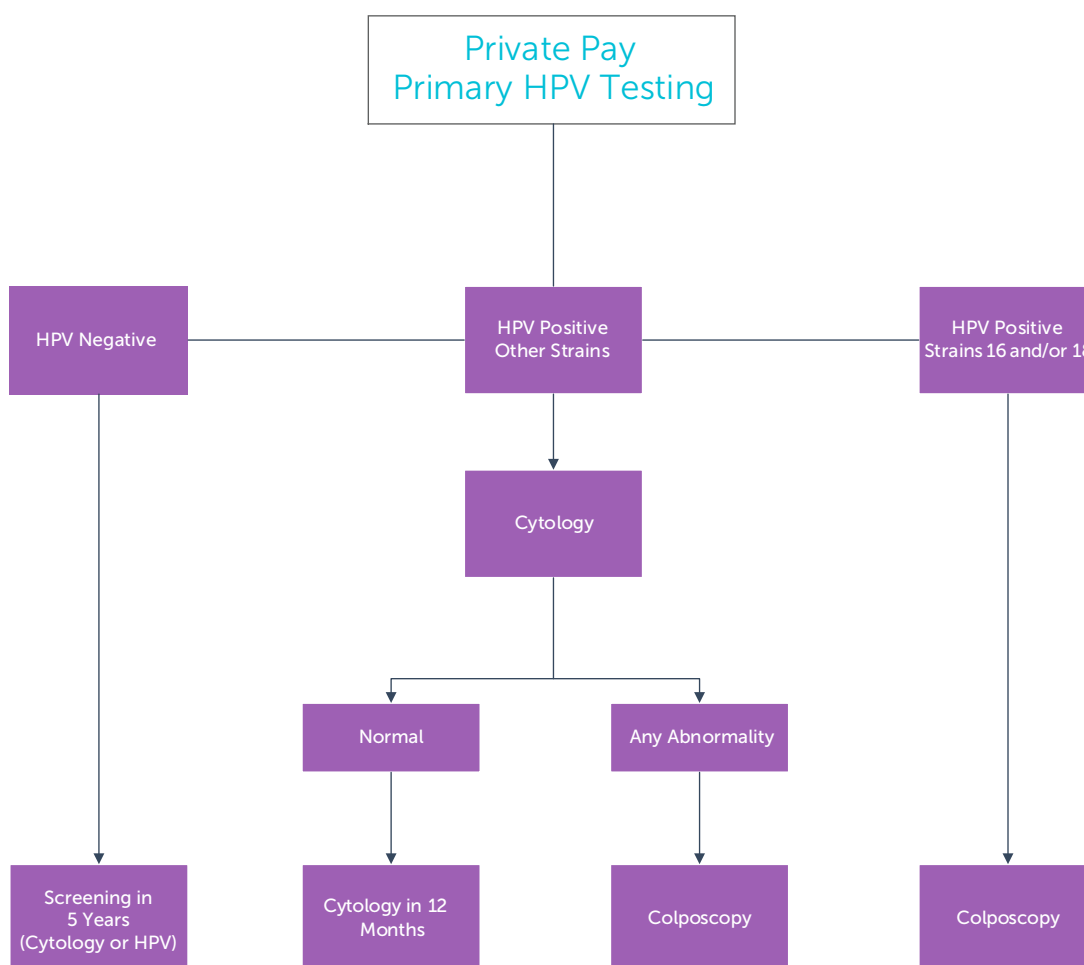 Private Pay
Primary HPV Testing
HPV Negative
HPV Positive
Other Strains
HPV Positive
Strains 16 and/or 18
Cytology
Normal
Any Abnormality
Screening in
5 Years
(Cytology or HPV)
Cytology in 12
Months
Colposcopy
Colposcopy